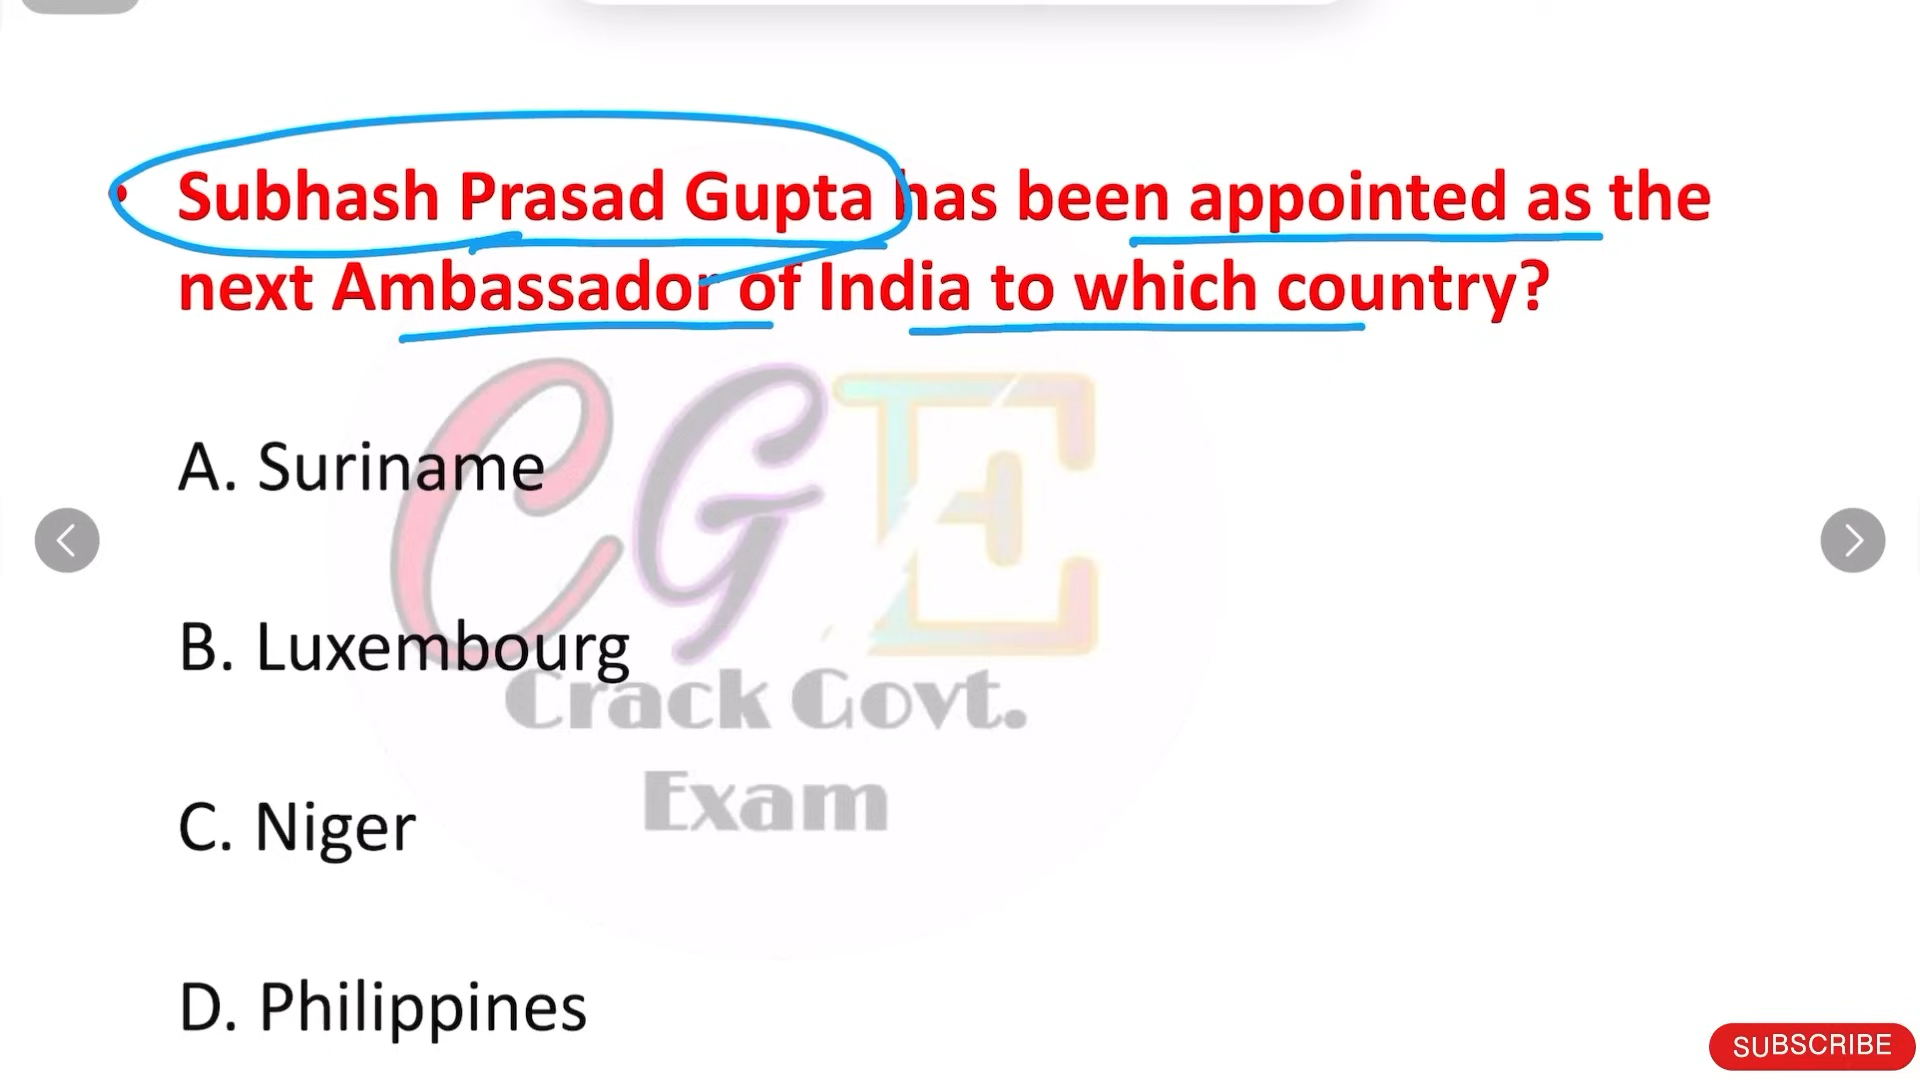 • Subhash Prasad Gupta has been appointed as the
next Ambassador of India to which country?
A. Suriname
B. Luxembourg
C. Niger
D. Philippines
CGE
Crack Govt.
Exam
SUBSCRIBE